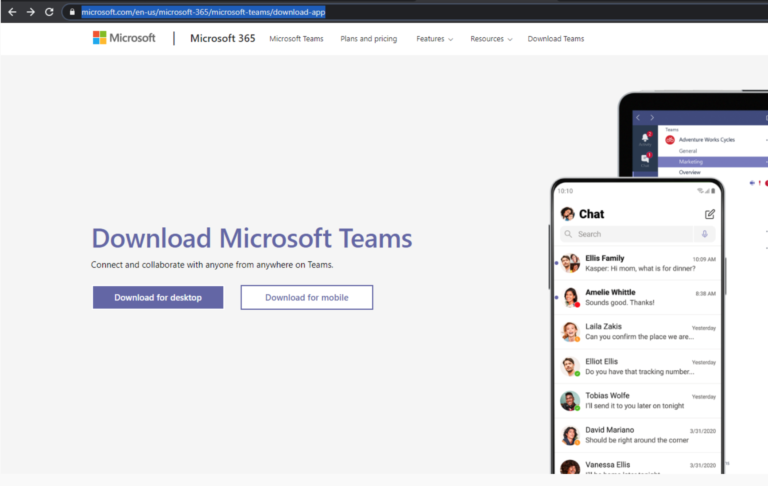 microsoft.com/en-us/microsoft-365/microsoft-teams/download-app
Microsoft Microsoft 365 Microsoft Teams Plans and pricing Features Resources Download Teams
Download Microsoft Teams
Connect and collaborate with anyone from anywhere on Teams.
Download for desktop Download for mobile
Teams
Adventure Works Cycles
General
Marketing
Overview
10:10
Chat
Search
Ellis Family 10:09 AM
Kasper: Hi mom, what is for dinner?
Amelie Whittle 8:38 AM
Sounds good. Thanks!
Laila Zakis Yesterday
Can you confirm the place we are...
Elliot Ellis Yesterday
Do you have that tracking number...
Tobias Wolfe Yesterday
I'll send it to you later on tonight
David Mariano 3/31/2020
Should be right around the corner
Vanessa Ellis 3/31/2020